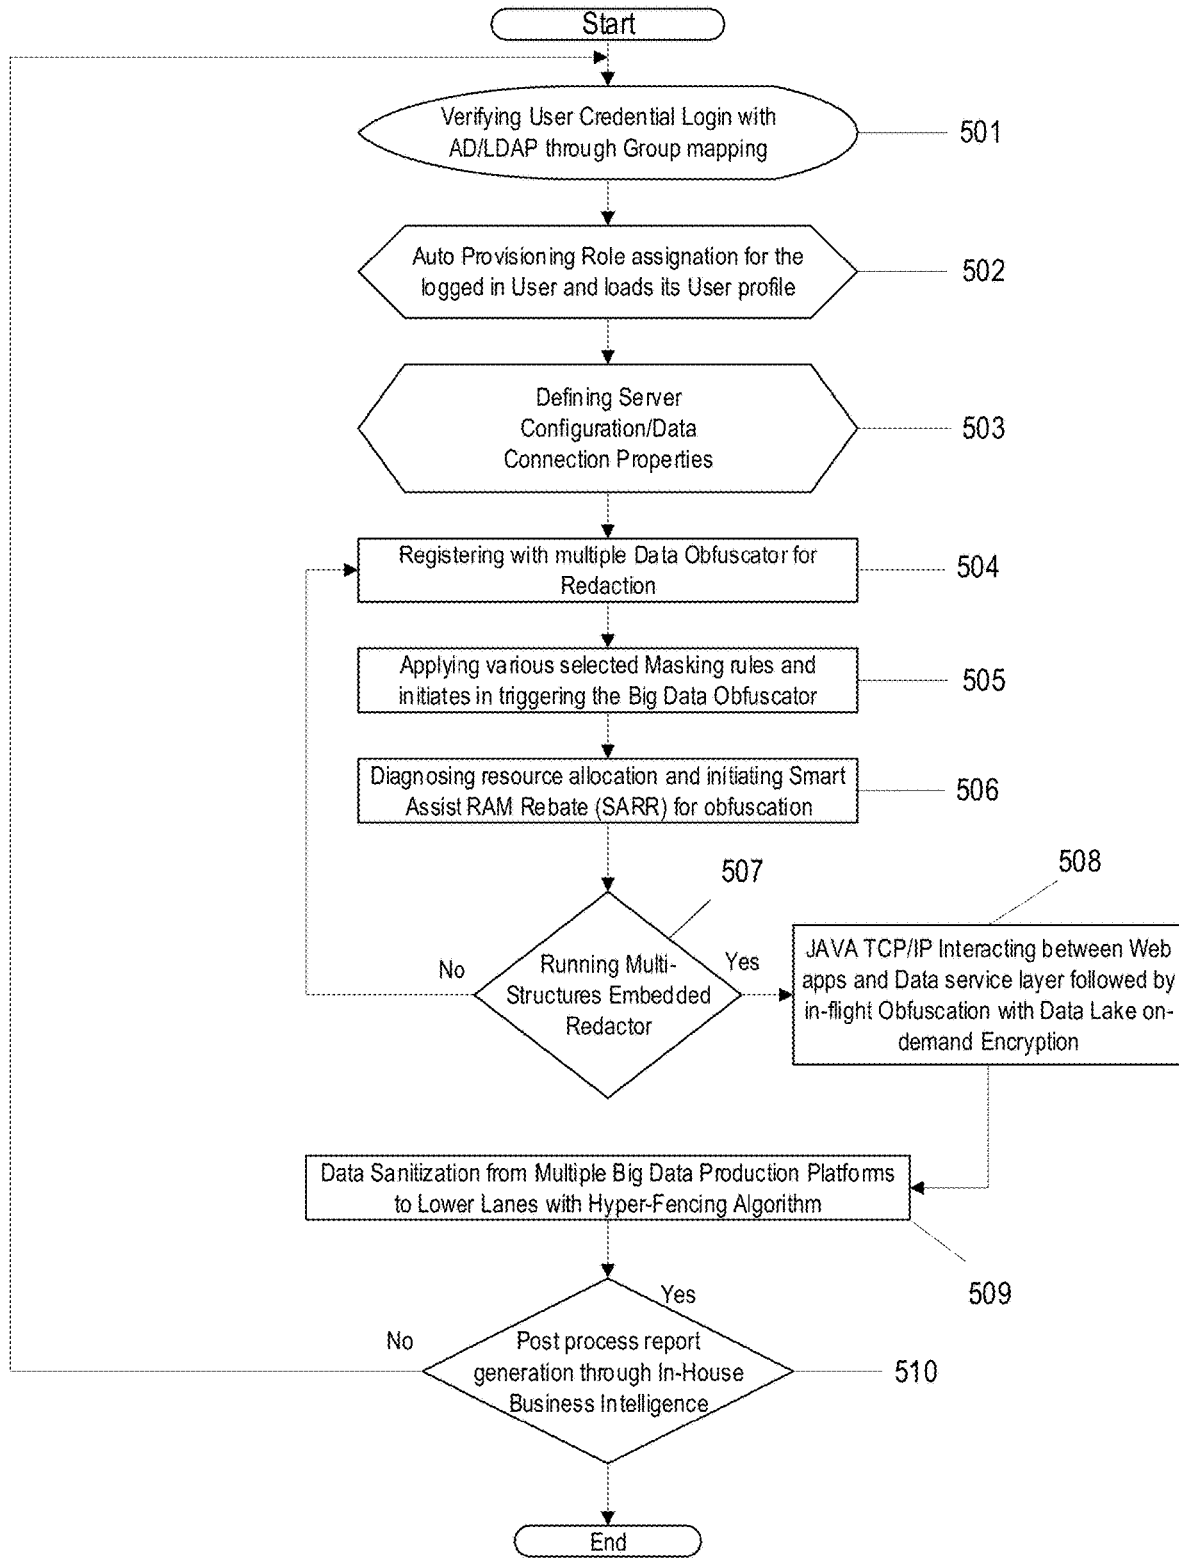 Start
Verifying User Credential Login with
AD/LDAP through Group mapping
501
Auto Provisioning Role assignation for the
logged in User and loads its User profile
502
Defining Server
Configuration/Data
Connection Properties
503
Registering with multiple Data Obfuscator for
Redaction
504
Applying various selected Masking rules and
initiates in triggering the Big Data Obfuscator
505
Diagnosing resource allocation and initiating Smart
Assist RAM Rebate (SARR) for obfuscation
506
507
No
Running Multi-
Structures Embedded
Redactor
Yes
508
JAVA TCP/IP Interacting between Web
apps and Data service layer followed by
in-flight Obfuscation with Data Lake on-
demand Encryption
Data Sanitization from Multiple Big Data Production Platforms
to Lower Lanes with Hyper-Fencing Algorithm
509
Yes
No
Post process report
generation through In-House
Business Intelligence
510
End